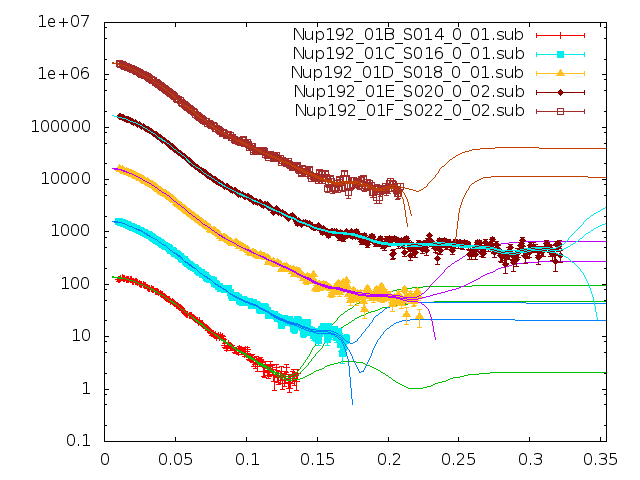 1e+07
1e+06
100000
10000
1000
100
10
1
0.1
Nup192_01B_S014_0_01.sub
Nup192_01C_S016_0_01.sub
Nup192_01D_S018_0_01.sub
Nup192_01E_S020_0_02.sub
Nup192_01F_S022_0_02.sub
0 0.05 0.1 0.15 0.2 0.25 0.3 0.35